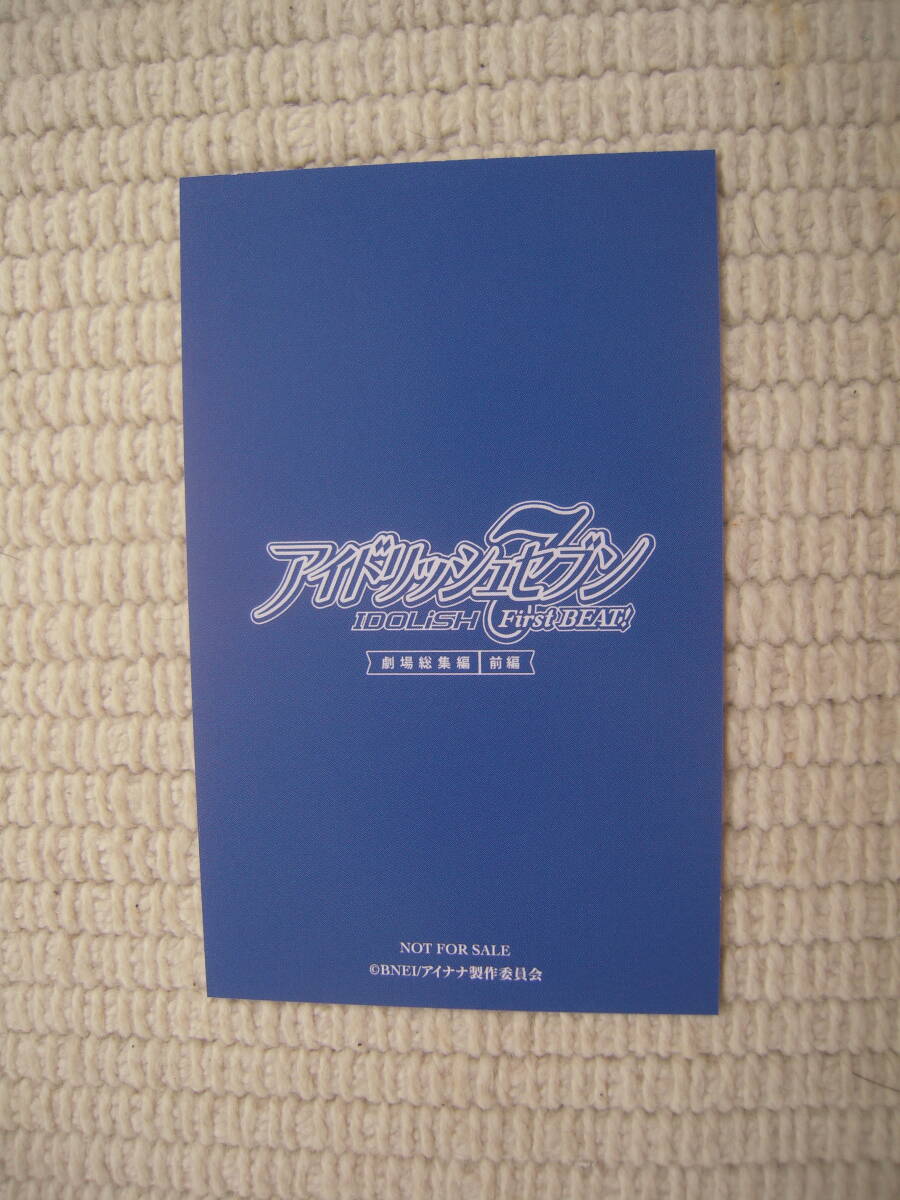 アイドリッシュセブン
IDOLiSH7 First BEAT!
劇場総集編 前編
NOT FOR SALE
©BNEI/アイナナ製作委員会